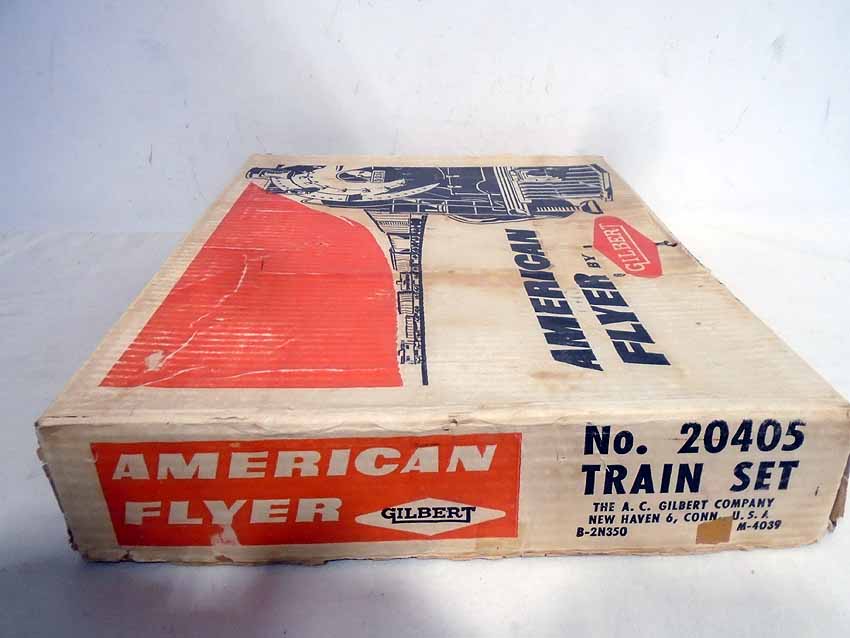 AMERICAN
FLYER BY
GILBERT
AMERICAN
FLYER
GILBERT
No. 20405
TRAIN SET
THE A. C. GILBERT COMPANY
NEW HAVEN 6, CONN. U. S. A.
B-2N350
M-4039